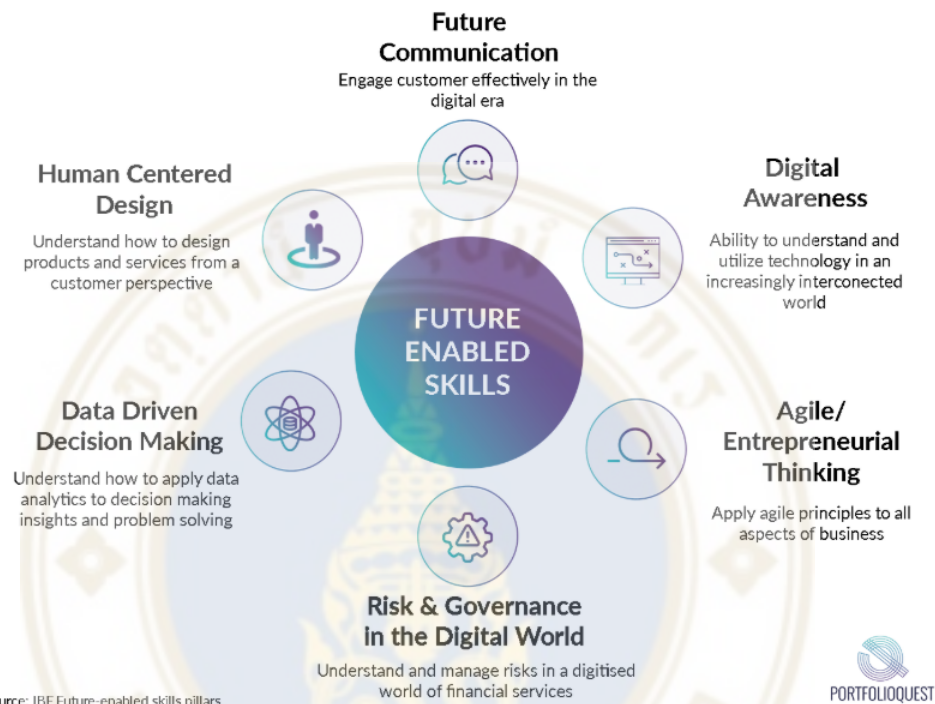 Future
Communication
Engage customer effectively in the
digital era
Human Centered
Design
Understand how to design
products and services from a
customer perspective
Digital
Awareness
Ability to understand and
utilize technology in an
increasingly interconnected
world
FUTURE
ENABLED
SKILLS
Data Driven
Decision Making
Understand how to apply data
analytics to decision making
insights and problem solving
Agile/
Entrepreneurial
Thinking
Apply agile principles to all
aspects of business
Risk & Governance
in the Digital World
Understand and manage risks in a digitised
world of financial services
Future-enabled skills pillars
PORTFOLIOQUEST